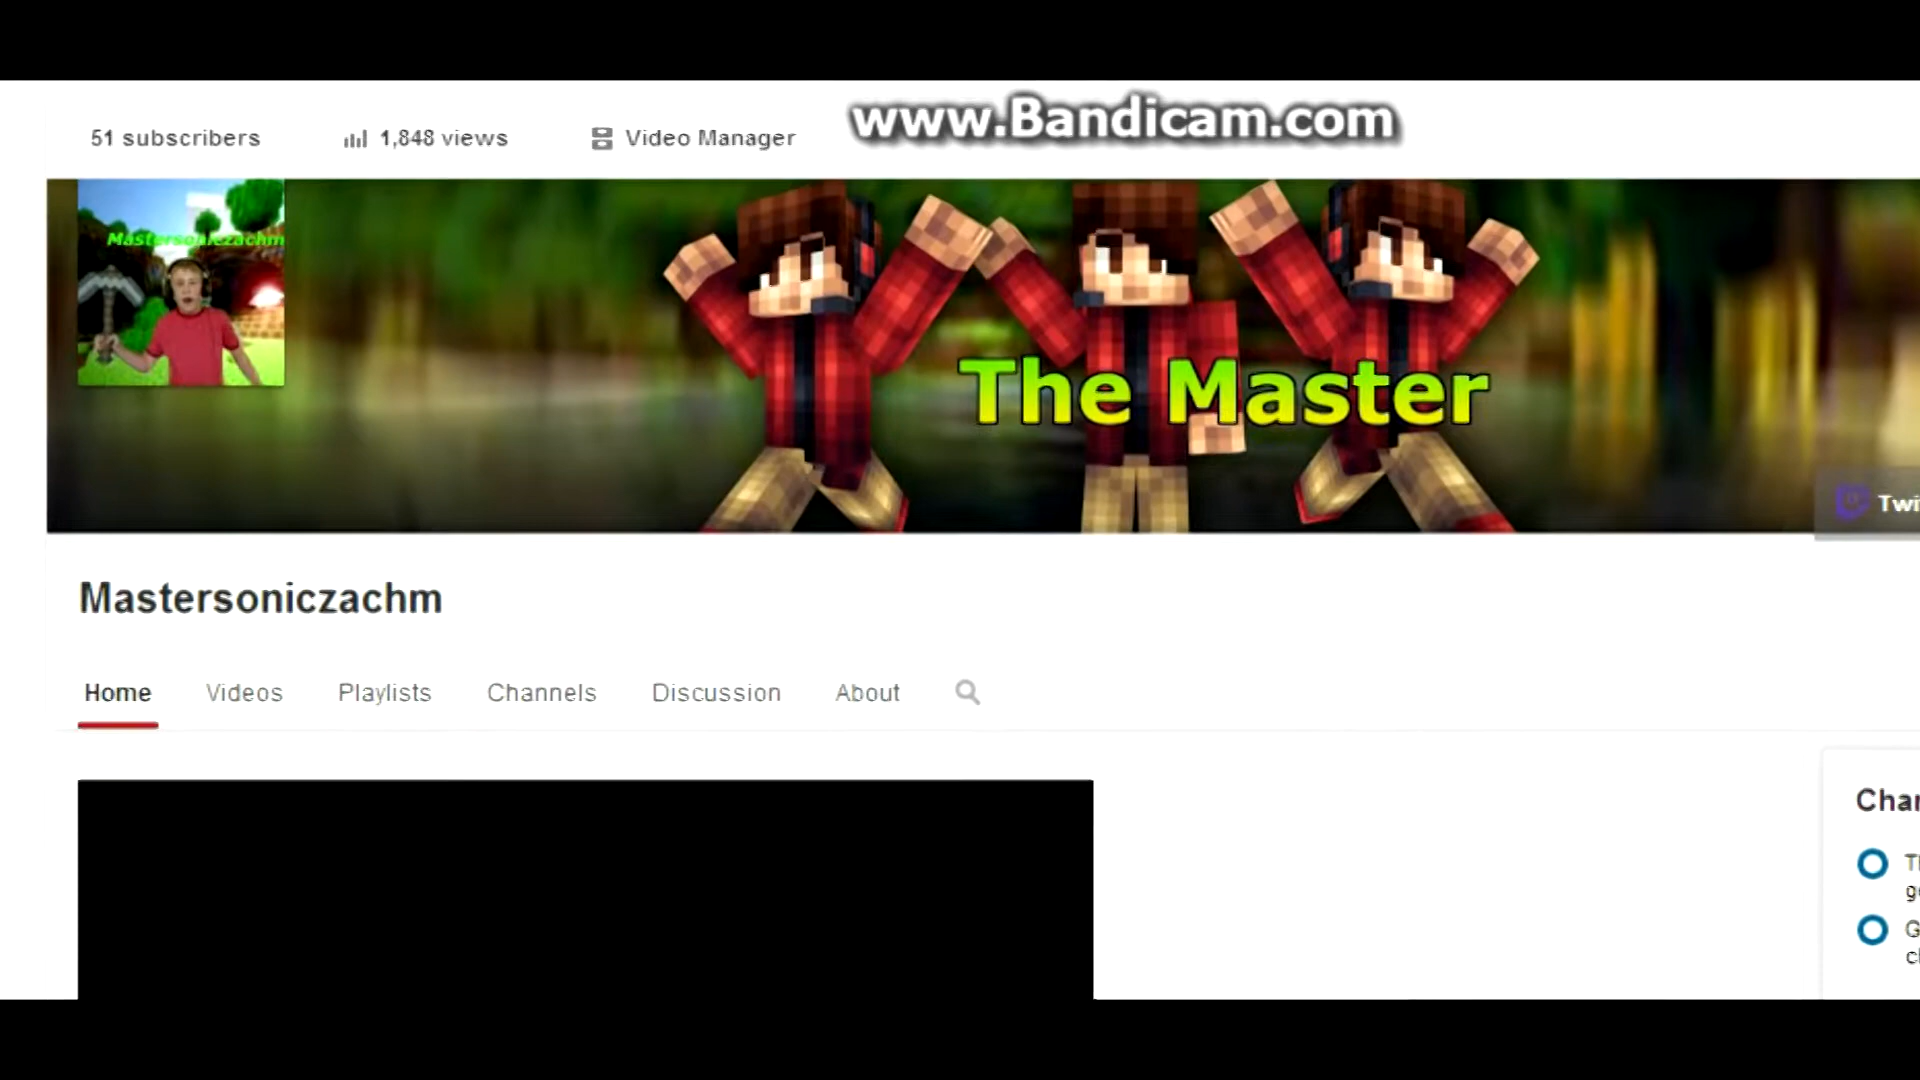 www.Bandicam.com
51 subscribers
1,848 views
Video Manager
Mastersoniczachm
The Master
Mastersoniczachm
Home
Videos
Playlists
Channels
Discussion
About